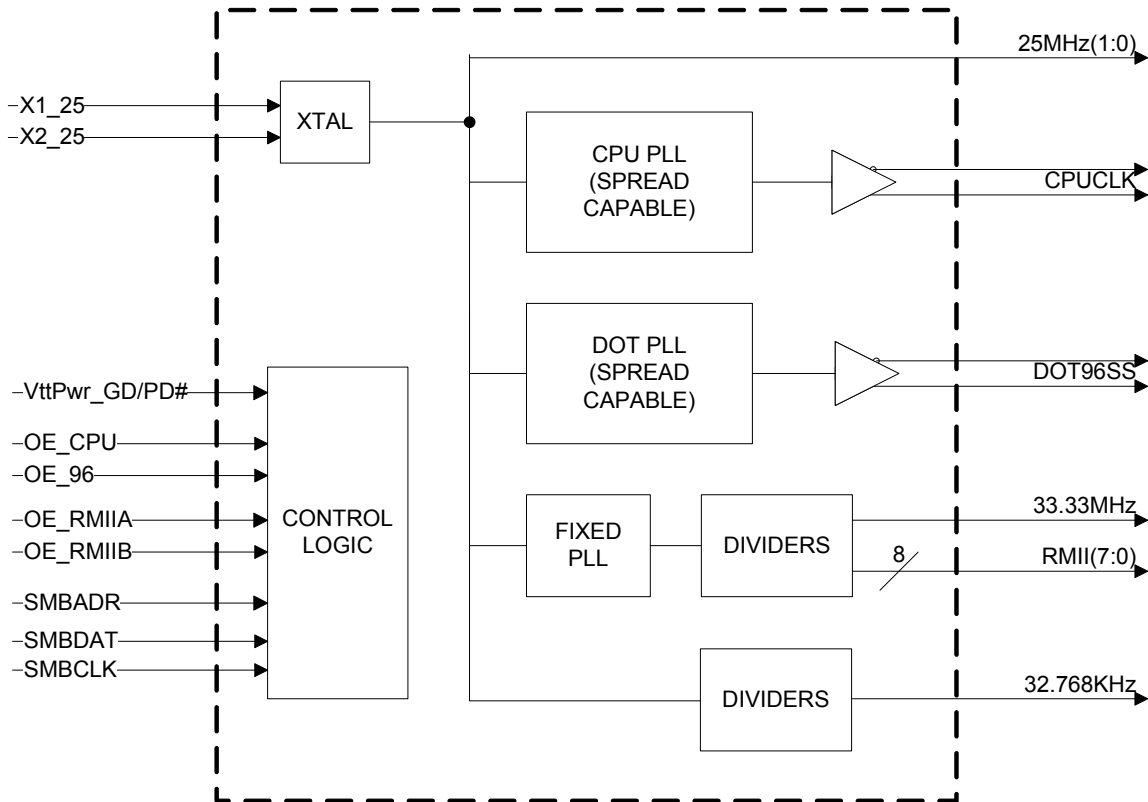 25MHz(1:0)
X1_25
X2_25
XTAL
CPU PLL
(SPREAD
CAPABLE)
CPUCLK
DOT PLL
(SPREAD
CAPABLE)
DOT96SS
VttPwr_GD/PD#
OE_CPU
OE_96
OE_RMIIA
OE_RMIIB
SMBADR
SMBDAT
SMBCLK
CONTROL
LOGIC
FIXED
PLL
DIVIDERS
33.33MHz
8
RMII(7:0)
DIVIDERS
32.768KHz